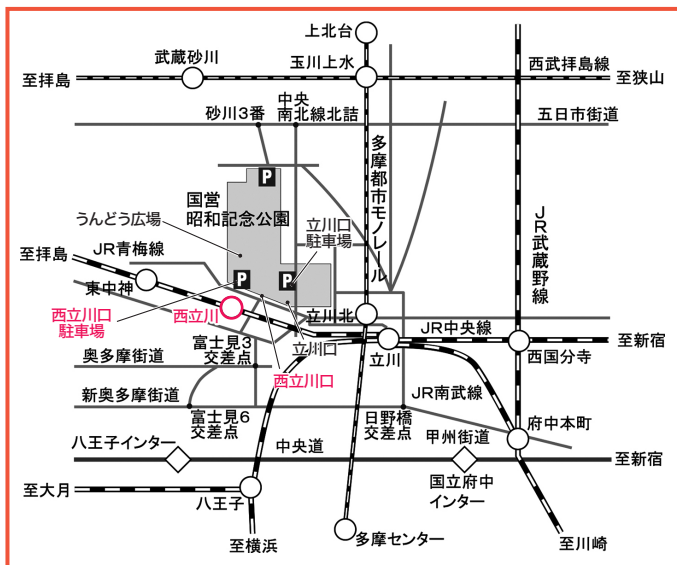 上北台
武蔵砂川
玉川上水
西武拝島線
至拝島
至狭山
中央
南北線北詰
砂川3番
五日市街道
多摩都市モノレール
国営
昭和記念公園
JR武蔵野線
うんどう広場
立川口
駐車場
P
JR青梅線
至拝島
P
P
東中神
西立川口
駐車場
西立川
立川北
JR中央線
至新宿
富士見3
交差点
立川口
立川
西国分寺
奥多摩街道
西立川口
新奥多摩街道
JR南武線
富士見6
交差点
日野橋
交差点
府中本町
八王子インター
中央道
甲州街道
至新宿
国立府中
インター
至大月
八王子
至横浜
多摩センター
至川崎